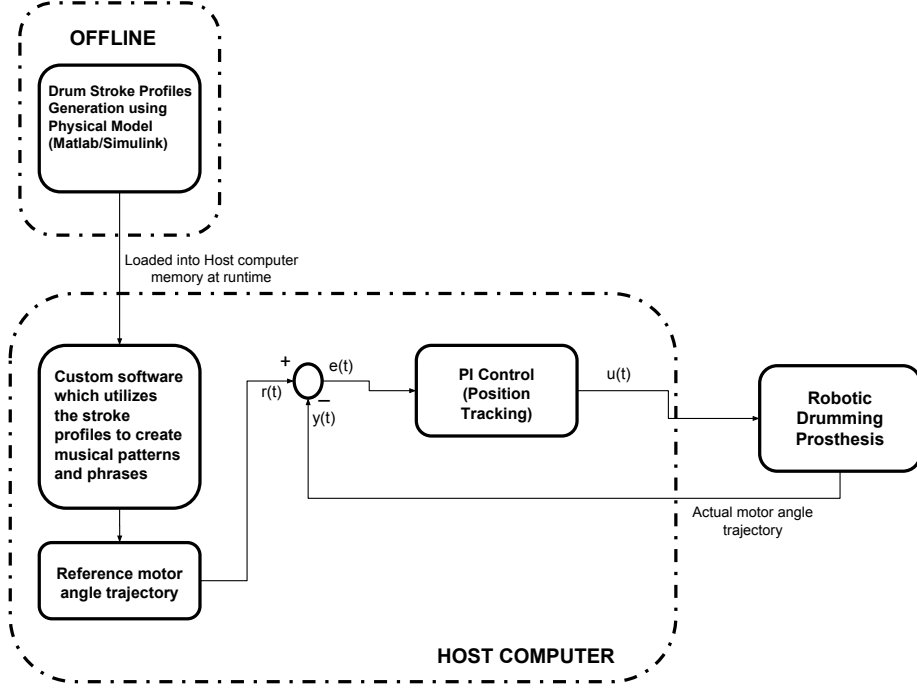 OFFLINE
Drum Stroke Profiles
Generation using
Physical Model
(Matlab/Simulink)
Loaded into Host computer
memory at runtime
Custom software
which utilizes
the stroke
profiles to create
musical patterns
and phrases
Reference motor
angle trajectory
+
r(t)
e(t)
−
y(t)
PI Control
(Position
Tracking)
u(t)
Robotic
Drumming
Prosthesis
Actual motor angle
trajectory
HOST COMPUTER